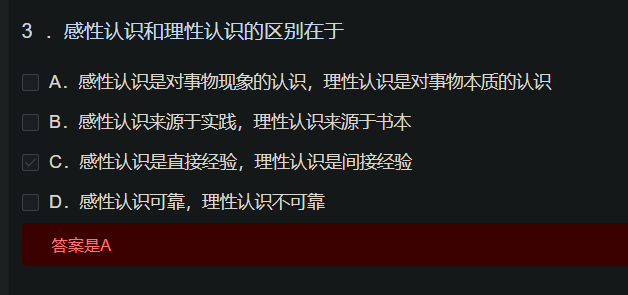 3 ．感性认识和理性认识的区别在于
A．感性认识是对事物现象的认识，理性认识是对事物本质的认识
B．感性认识来源于实践，理性认识来源于书本
C．感性认识是直接经验，理性认识是间接经验
D．感性认识可靠，理性认识不可靠
答案是A